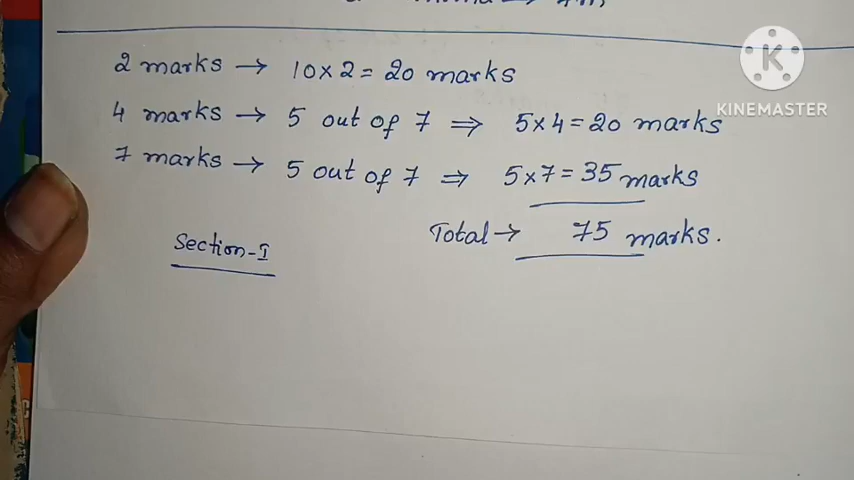 2 marks → 10×2 = 20 marks
4 marks → 5 out of 7 ⇒ 5×4 = 20 marks
7 marks → 5 out of 7 ⇒ 5×7 = 35 marks
Total → 75 marks.
Section-I
KINEMASTER